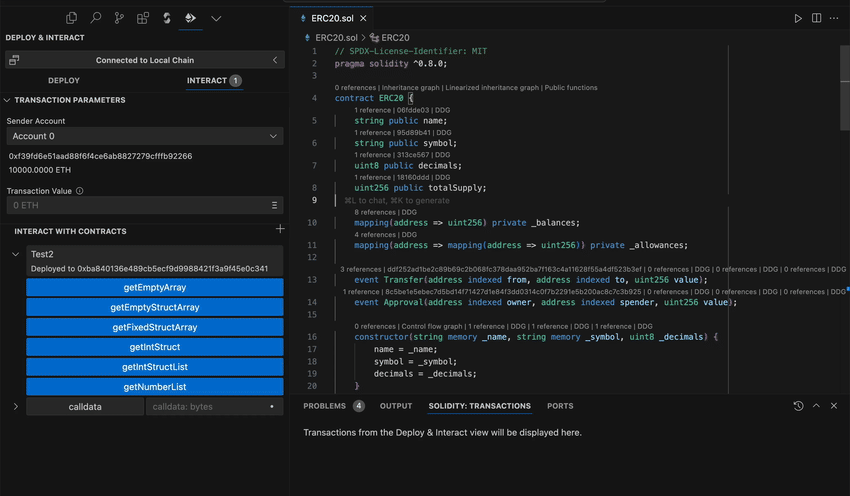 DEPLOY & INTERACT
Connected to Local Chain
DEPLOY
INTERACT 1
TRANSACTION PARAMETERS
Sender Account
Account 0
0xf39fd6e51aad88f6f4ce6ab8827279cfffb92266
10000.0000 ETH
Transaction Value
0 ETH
INTERACT WITH CONTRACTS
Test2
Deployed to 0xba840136e489cb5ecf9d9988421f3a9f45e0c341
getEmptyArray
getEmptyStructArray
getFixedStructArray
getIntStruct
getIntStructList
getNumberList
calldata
calldata: bytes
ERC20.sol
ERC20.sol > ERC20
1 // SPDX-License-Identifier: MIT
2 pragma solidity ^0.8.0;
3
0 references | Inheritance graph | Linearized inheritance graph | Public functions
4 contract ERC20 {
1 reference | 06fdde03 | DDG
5 string public name;
1 reference | 95d89b41 | DDG
6 string public symbol;
1 reference | 313ce567 | DDG
7 uint8 public decimals;
1 reference | 18160ddd | DDG
8 uint256 public totalSupply;
9 ⌘L to chat, ⌘K to generate
8 references | DDG
10 mapping(address => uint256) private _balances;
4 references | DDG
11 mapping(address => mapping(address => uint256)) private _allowances;
12
3 references | ddf252ad1be2c89b69c2b068fc378daa952ba7f163c4a11628f55a4df523b3ef | 0 references | DDG | 0 references | DDG | 0 references | DDG
13 event Transfer(address indexed from, address indexed to, uint256 value);
1 reference | 8c5be1e5ebec7d5bd14f71427d1e84f3dd0314c0f7b2291e5b200ac8c7c3b925 | 0 references | DDG | 0 references | DDG | 0 references | DDG
14 event Approval(address indexed owner, address indexed spender, uint256 value);
15
0 references | Control flow graph | 1 reference | DDG | 1 reference | DDG | 1 reference | DDG
16 constructor(string memory _name, string memory _symbol, uint8 _decimals) {
17 name = _name;
18 symbol = _symbol;
19 decimals = _decimals;
20 }
PROBLEMS 4
OUTPUT
SOLIDITY: TRANSACTIONS
PORTS
Transactions from the Deploy & Interact view will be displayed here.